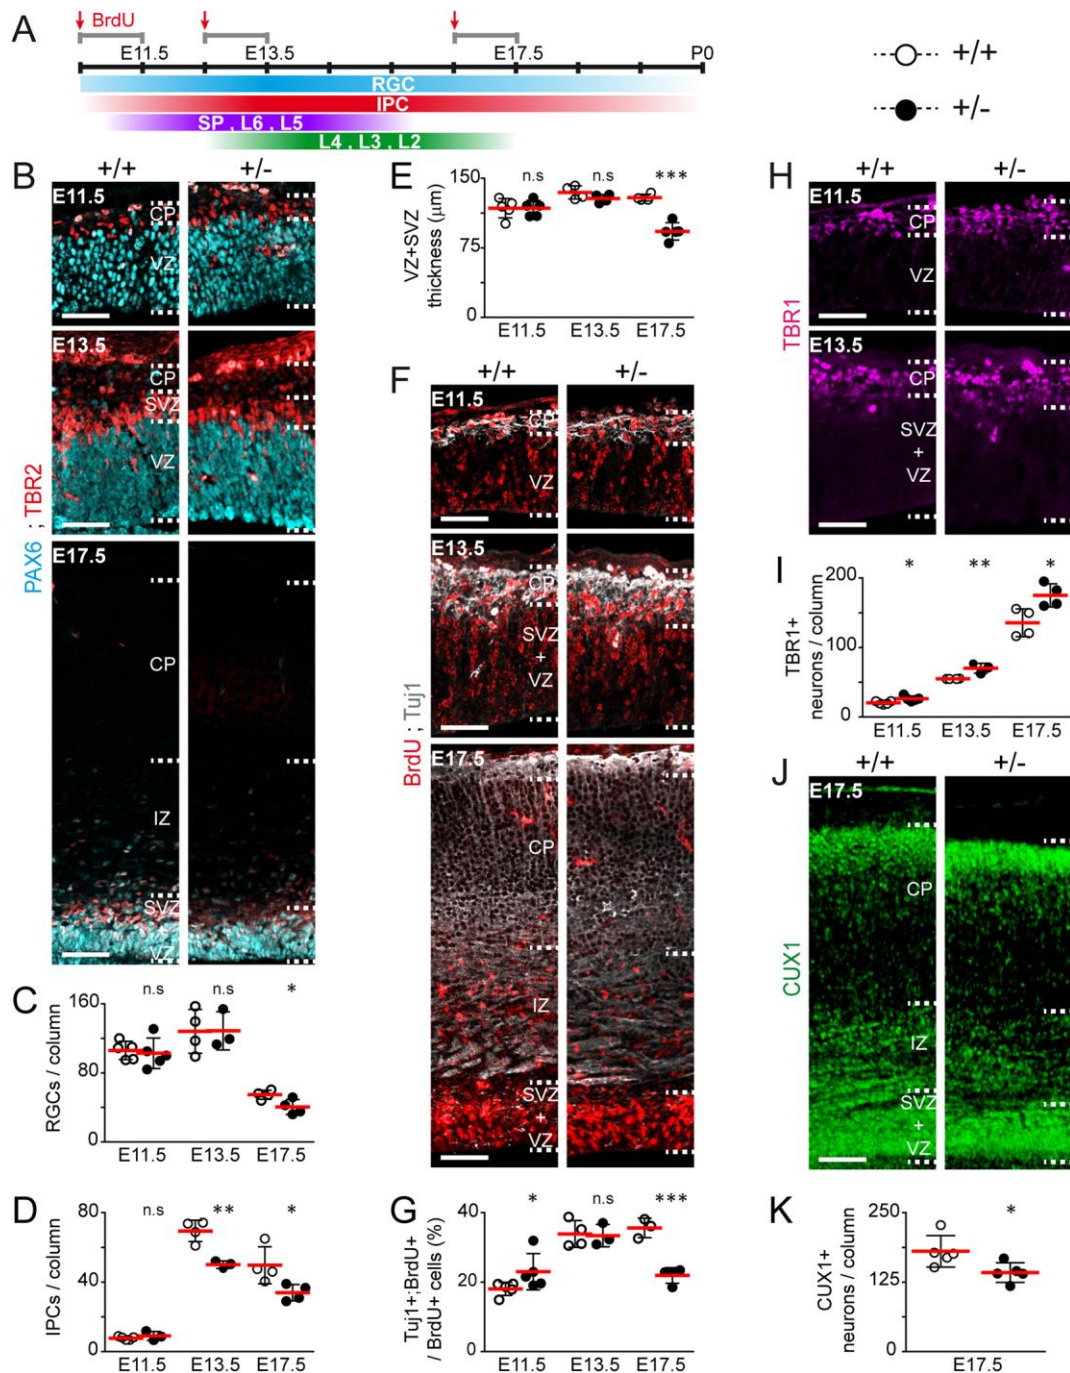 A
BrdU
E11.5 E13.5 E17.5 P0
RGC
IPC
SP , L6 , L5
L4 , L3 , L2
+/+
+/-
B
+/+ +/-
PAX6 ; TBR2
E11.5
CP
VZ
E13.5
CP
SVZ
VZ
E17.5
CP
IZ
SVZ
+
VZ
C
RGCs / column
160
80
0
n.s n.s *
E11.5 E13.5 E17.5
D
IPCs / column
80
40
0
n.s ** *
E11.5 E13.5 E17.5
E
VZ+SVZ
thickness (µm)
150
75
0
n.s n.s ***
E11.5 E13.5 E17.5
F
+/+ +/-
BrdU ; Tuj1
E11.5
CP
VZ
E13.5
CP
SVZ
+
VZ
E17.5
CP
IZ
SVZ
+
VZ
G
Tuj1+;BrdU+
/ BrdU+ cells (%)
40
20
0
* n.s ***
E11.5 E13.5 E17.5
H
+/+ +/-
TBR1
E11.5
CP
VZ
E13.5
CP
SVZ
+
VZ
I
TBR1+
neurons / column
200
100
0
* ** *
E11.5 E13.5 E17.5
J
+/+ +/-
CUX1
E17.5
CP
IZ
SVZ
+
VZ
K
CUX1+
neurons / column
250
125
0
*
E17.5